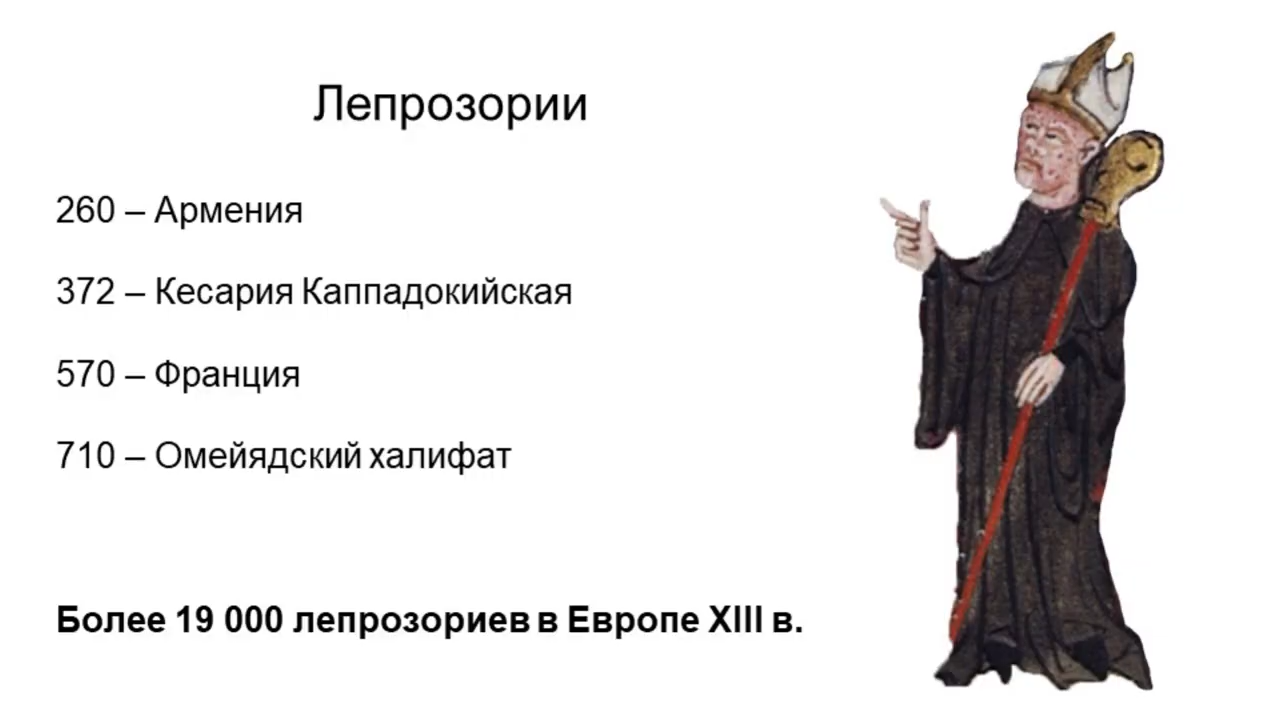 Лепрозории
260 – Армения
372 – Кесария Каппадокийская
570 – Франция
710 – Омейядский халифат
Более 19 000 лепрозориев в Европе XIII в.